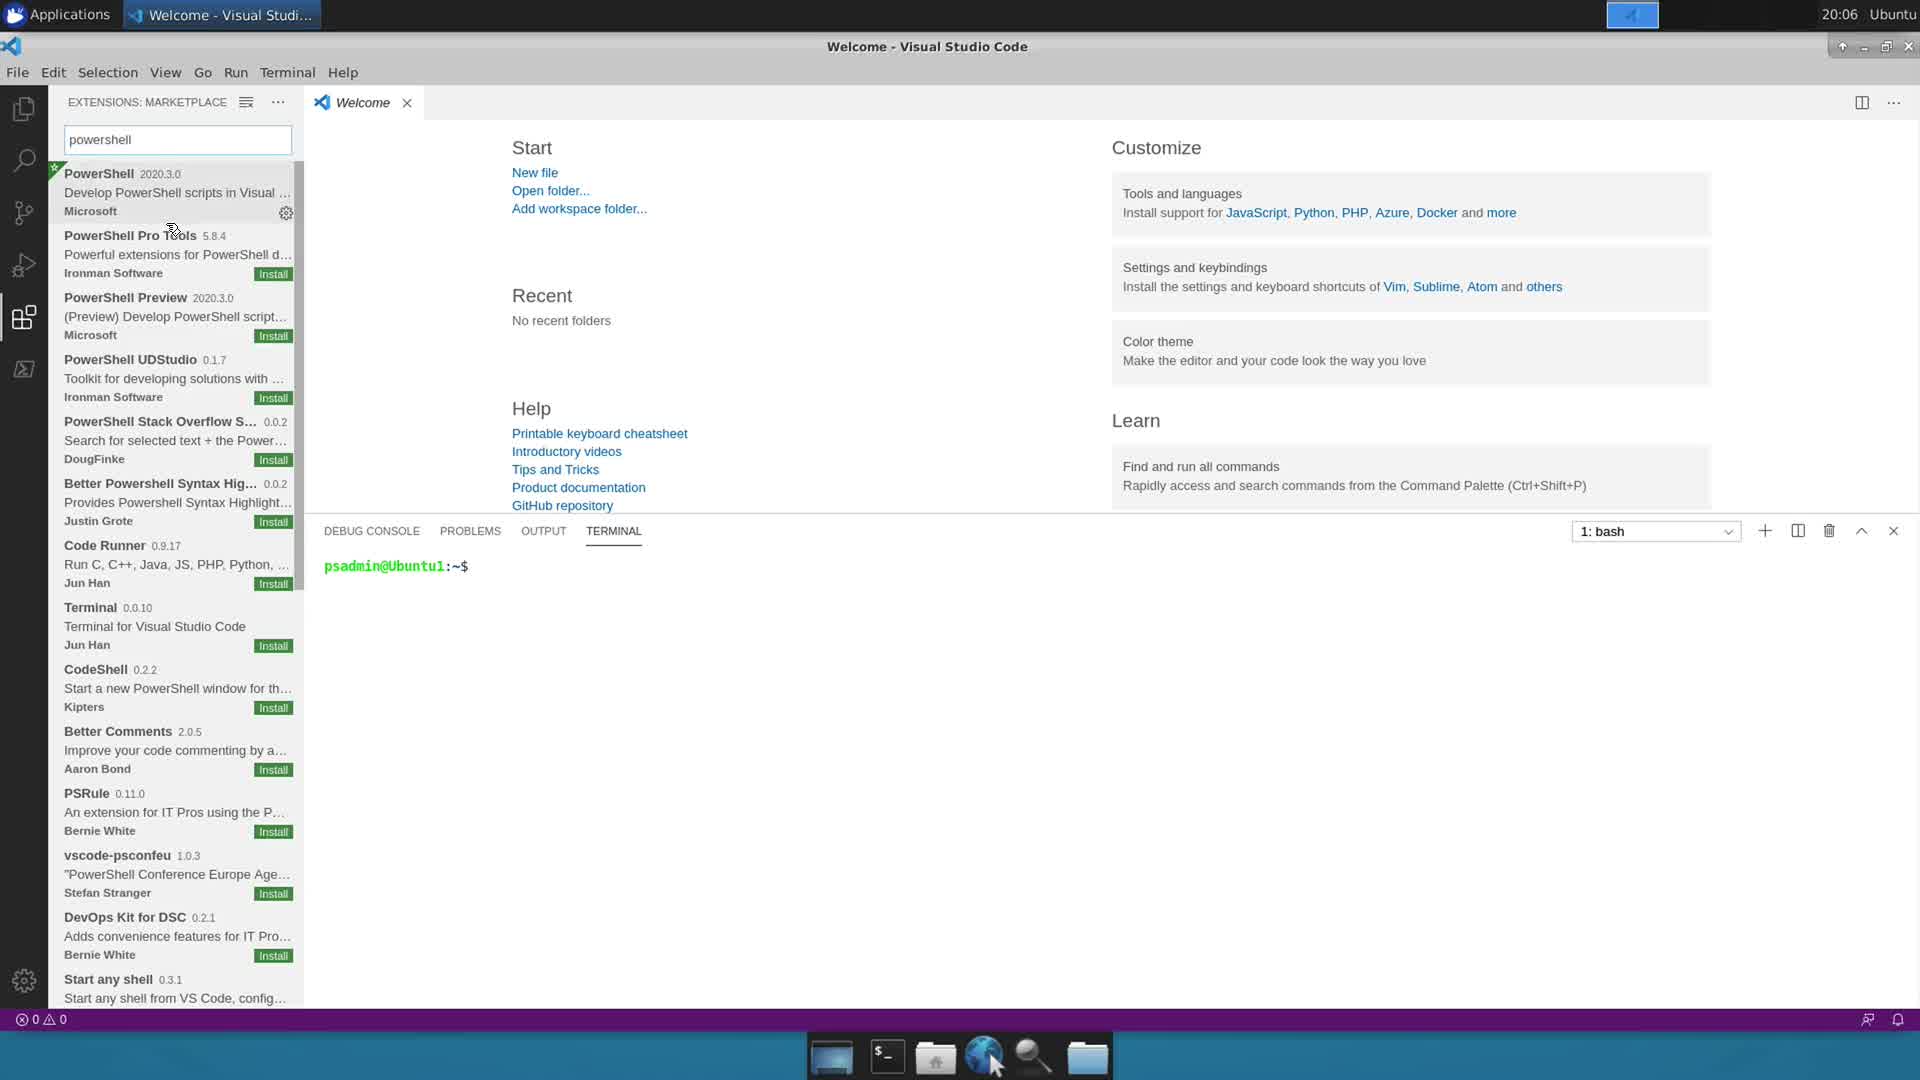 Applications
Welcome - Visual Studi...
20:06 Ubuntu
Welcome - Visual Studio Code
File Edit Selection View Go Run Terminal Help
EXTENSIONS: MARKETPLACE
Welcome
powershell
PowerShell 2020.3.0
Develop PowerShell scripts in Visual ...
Microsoft
PowerShell Pro Tools 5.8.4
Powerful extensions for PowerShell d...
Ironman Software Install
PowerShell Preview 2020.3.0
(Preview) Develop PowerShell script...
Microsoft Install
PowerShell UDStudio 0.1.7
Toolkit for developing solutions with ...
Ironman Software Install
PowerShell Stack Overflow S... 0.0.2
Search for selected text + the Power...
DougFinke Install
Better Powershell Syntax Hig... 0.0.2
Provides Powershell Syntax Highlight...
Justin Grote Install
Code Runner 0.9.17
Run C, C++, Java, JS, PHP, Python, ...
Jun Han Install
Terminal 0.0.10
Terminal for Visual Studio Code
Jun Han Install
CodeShell 0.2.2
Start a new PowerShell window for th...
Kipters Install
Better Comments 2.0.5
Improve your code commenting by a...
Aaron Bond Install
PSRule 0.11.0
An extension for IT Pros using the P...
Bernie White Install
vscode-psconfeu 1.0.3
"PowerShell Conference Europe Age...
Stefan Stranger Install
DevOps Kit for DSC 0.2.1
Adds convenience features for IT Pro...
Bernie White Install
Start any shell 0.3.1
Start any shell from VS Code, config...
Start
New file
Open folder...
Add workspace folder...
Recent
No recent folders
Help
Printable keyboard cheatsheet
Introductory videos
Tips and Tricks
Product documentation
GitHub repository
Customize
Tools and languages
Install support for JavaScript, Python, PHP, Azure, Docker and more
Settings and keybindings
Install the settings and keyboard shortcuts of Vim, Sublime, Atom and others
Color theme
Make the editor and your code look the way you love
Learn
Find and run all commands
Rapidly access and search commands from the Command Palette (Ctrl+Shift+P)
DEBUG CONSOLE PROBLEMS OUTPUT TERMINAL
1: bash
psadmin@Ubuntu1:~$
0 0
$_